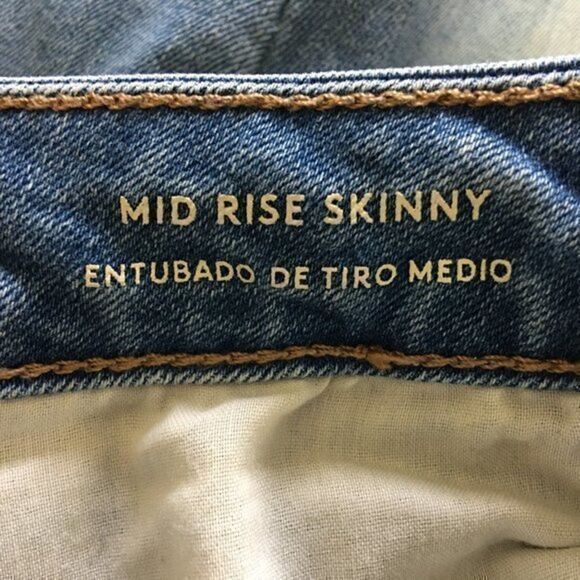 MID RISE SKINNY
ENTUBADO DE TIRO MEDIO